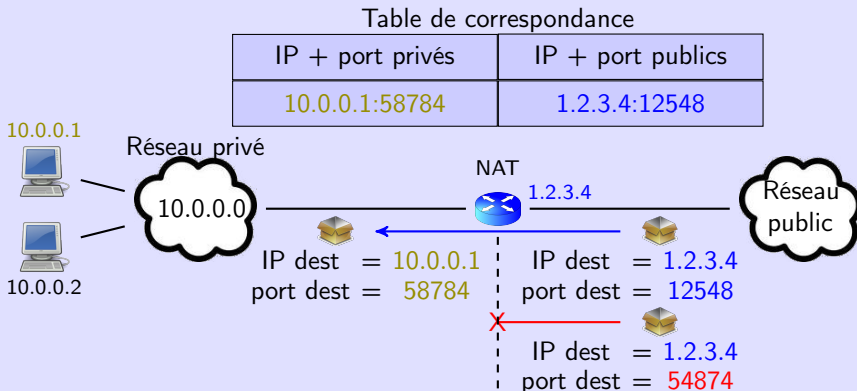 Table de correspondance
IP + port privés IP + port publics
10.0.0.1:58784 1.2.3.4:12548
10.0.0.1
Réseau privé
NAT
10.0.0.0
1.2.3.4
Réseau
public
10.0.0.2
IP dest = 10.0.0.1
port dest = 58784
IP dest = 1.2.3.4
port dest = 12548
X
IP dest = 1.2.3.4
port dest = 54874